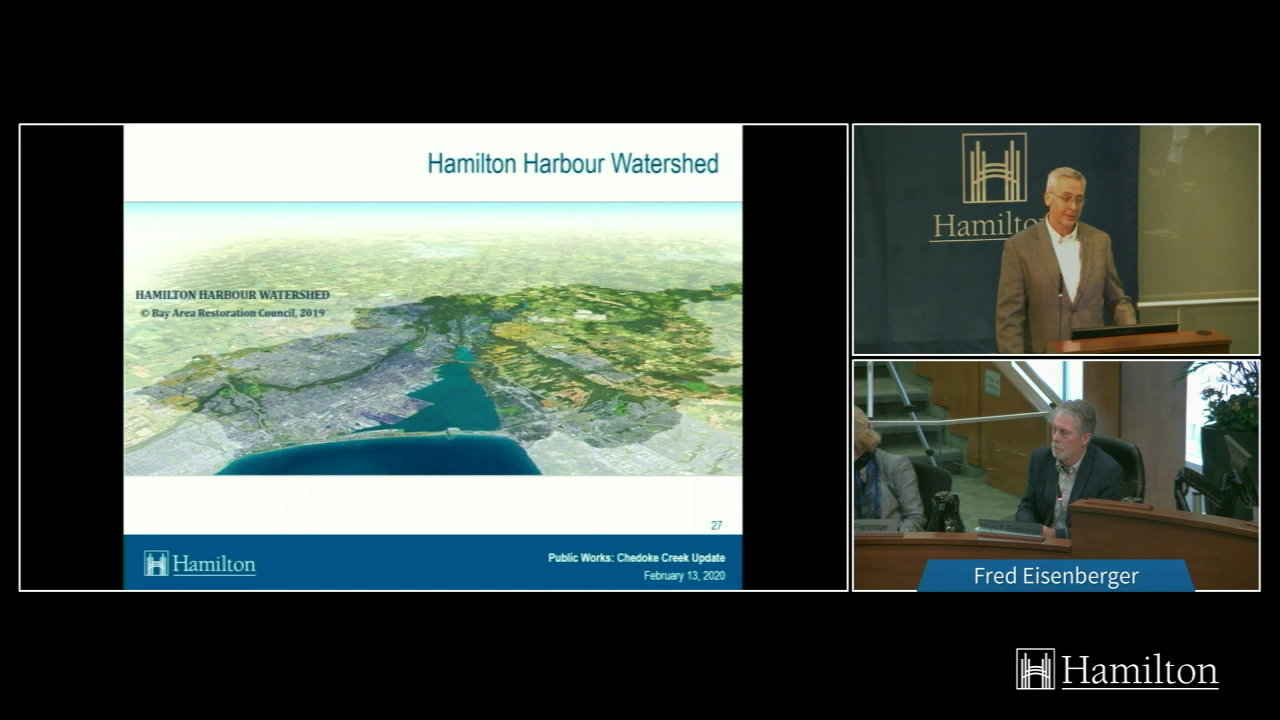 Hamilton Harbour Watershed
HAMILTON HARBOUR WATERSHED
© Bay Area Restoration Council, 2019
27
Hamilton
Public Works: Chedoke Creek Update
February 13, 2020
Hamilton
Partridge
Fred Eisenberger
Hamilton